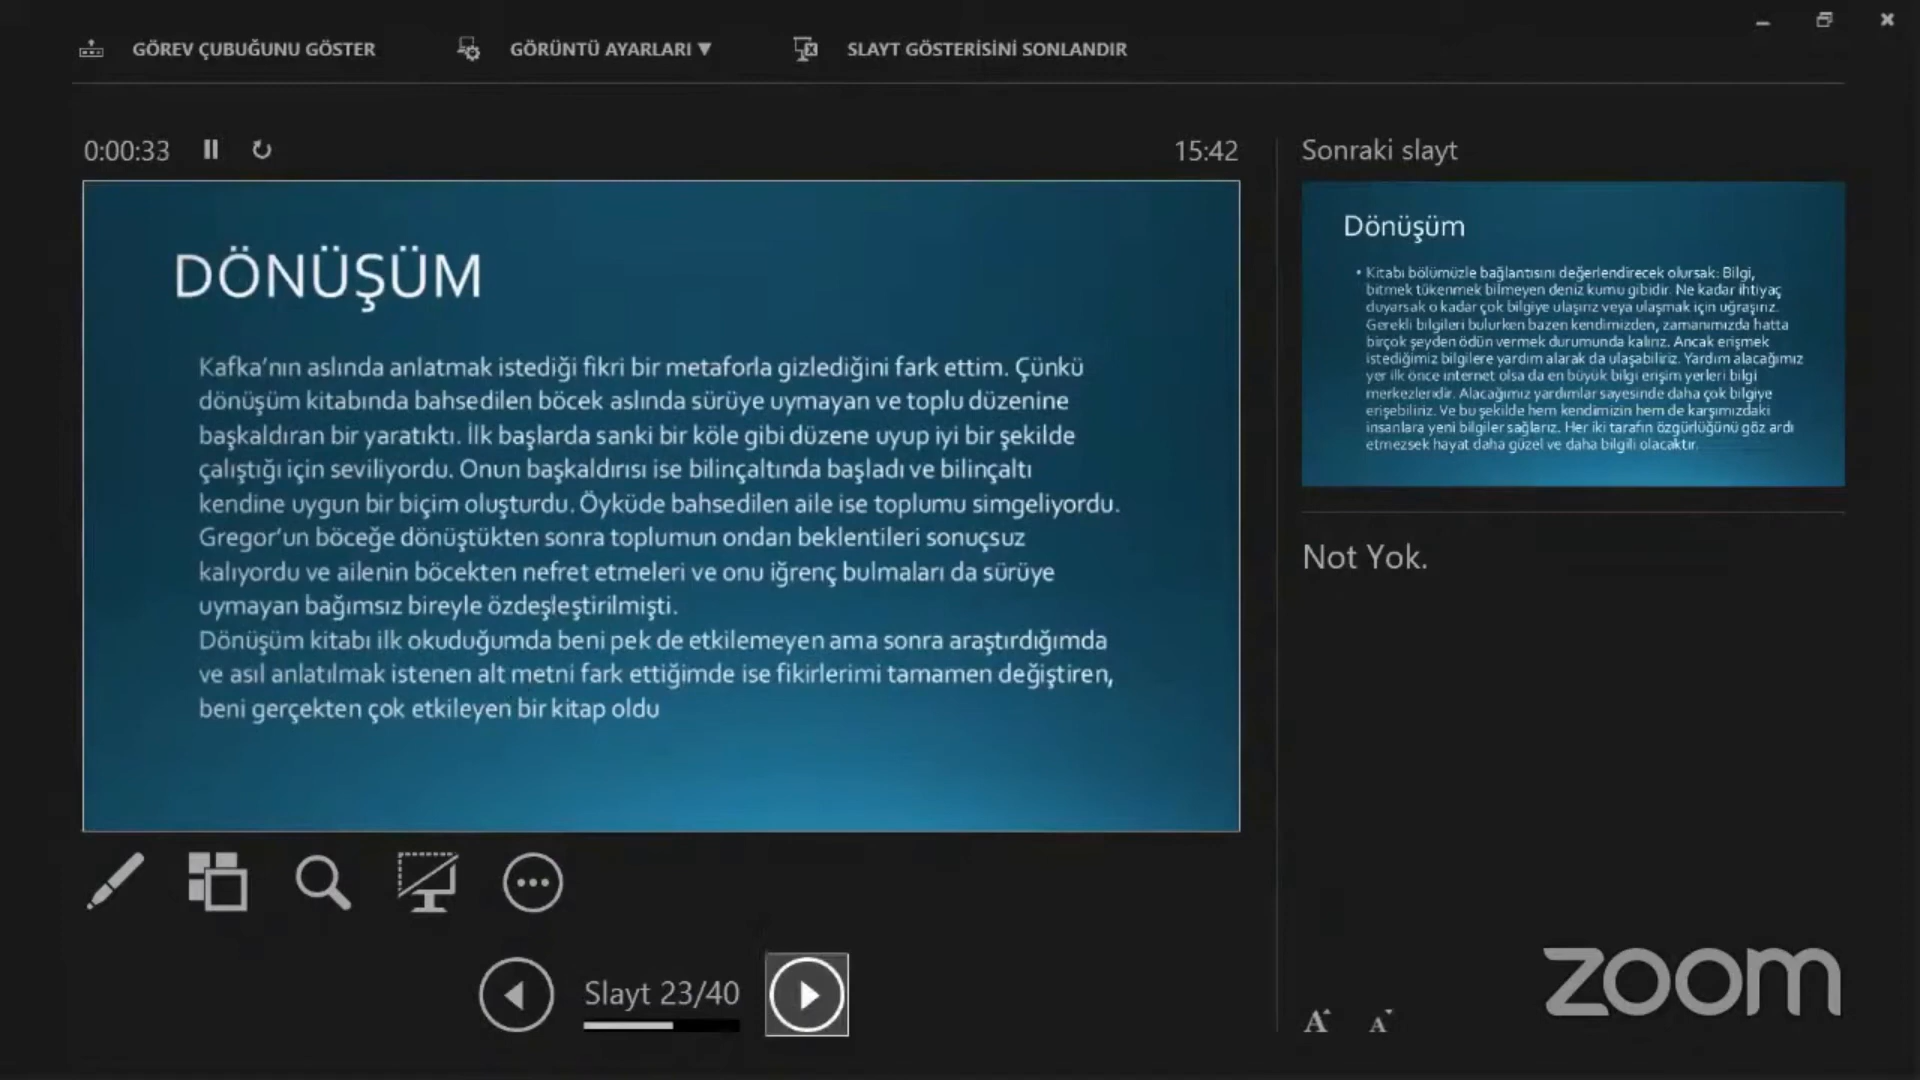 GÖREV ÇUBUĞUNU GÖSTER
GÖRÜNTÜ AYARLARI ▼
SLAYT GÖSTERİSİNİ SONLANDIR
0:00:33
15:42
DÖNÜŞÜM
Kafka'nın aslında anlatmak istediği fikri bir metaforla gizlediğini fark ettim. Çünkü
dönüşüm kitabında bahsedilen böcek aslında sürüye uymayan ve toplu düzenine
başkaldıran bir yaratıktı. İlk başlarda sanki bir köle gibi düzene uyup iyi bir şekilde
çalıştığı için seviliyordu. Onun başkaldırısı ise bilinçaltında başladı ve bilinçaltı
kendine uygun bir biçim oluşturdu. Öyküde bahsedilen aile ise toplumu simgeliyordu.
Gregor'un böceğe dönüştükten sonra toplumun ondan beklentileri sonuçsuz
kalıyordu ve ailenin böcekten nefret etmeleri ve onu iğrenç bulmaları da sürüye
uymayan bağımsız bireyle özdeşleştirilmişti.
Dönüşüm kitabı ilk okuduğumda beni pek de etkilemeyen ama sonra araştırdığımda
ve asıl anlatılmak istenen alt metni fark ettiğimde ise fikirlerimi tamamen değiştiren,
beni gerçekten çok etkileyen bir kitap oldu
Slayt 23/40
Sonraki slayt
Dönüşüm
• Kitabı bölümüzle bağlantısını değerlendirecek olursak: Bilgi,
bitmek tükenmek bilmeyen deniz kumu gibidir. Ne kadar ihtiyaç
duyarsak o kadar çok bilgiye ulaşırız veya ulaşmak için uğraşırız.
Gerekli bilgileri bulurken bazen kendimizden, zamanımızda hatta
birçok şeyden ödün vermek durumunda kalırız. Ancak erişmek
istediğimiz bilgilere yardım alarak da ulaşabiliriz. Yardım alacağımız
yer ilk önce internet olsa da en büyük bilgi erişim yerleri bilgi
merkezleridir. Alacağımız yardımlar sayesinde daha çok bilgiye
erişebiliriz. Ve bu şekilde hem kendimizin hem de karşımızdaki
insanlara yeni bilgiler sağlarız. Her iki tarafın özgürlüğünü göz ardı
etmezsek hayat daha güzel ve daha bilgili olacaktır.
Not Yok.
A A
zoom